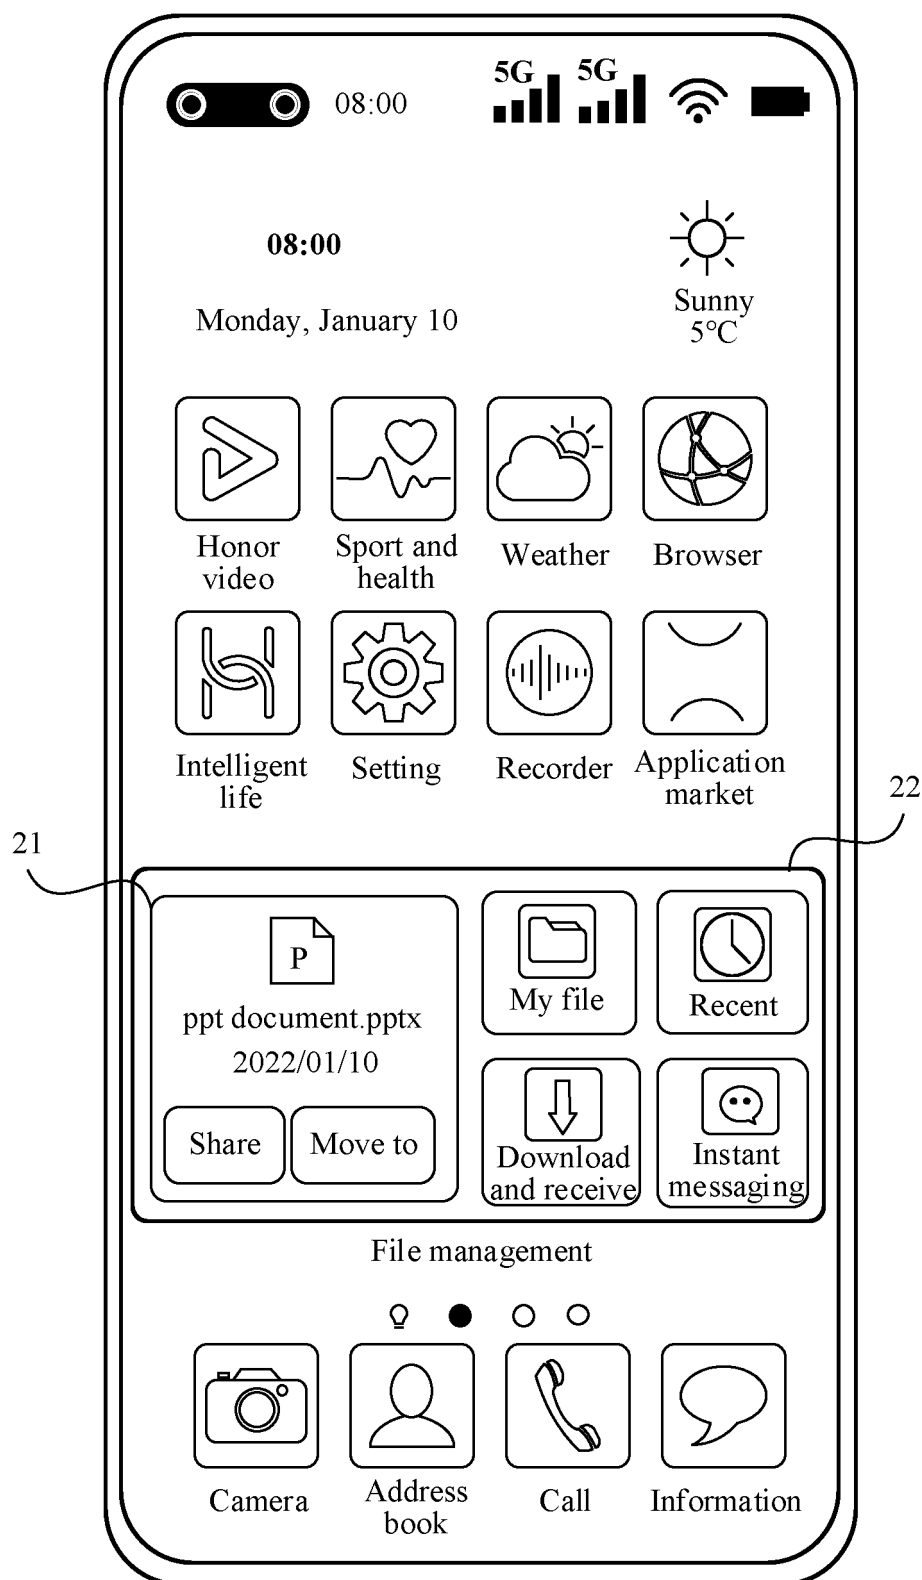 5G 5G
08:00
08:00
Sunny
5°C
Monday, January 10
Honor
video
Sport and
health
Weather
Browser
Intelligent
life
Setting
Recorder
Application
market
22
21
P
ppt document.pptx
2022/01/10
Share
Move to
My file
Recent
Download
and receive
Instant
messaging
File management
Camera
Address
book
Call
Information